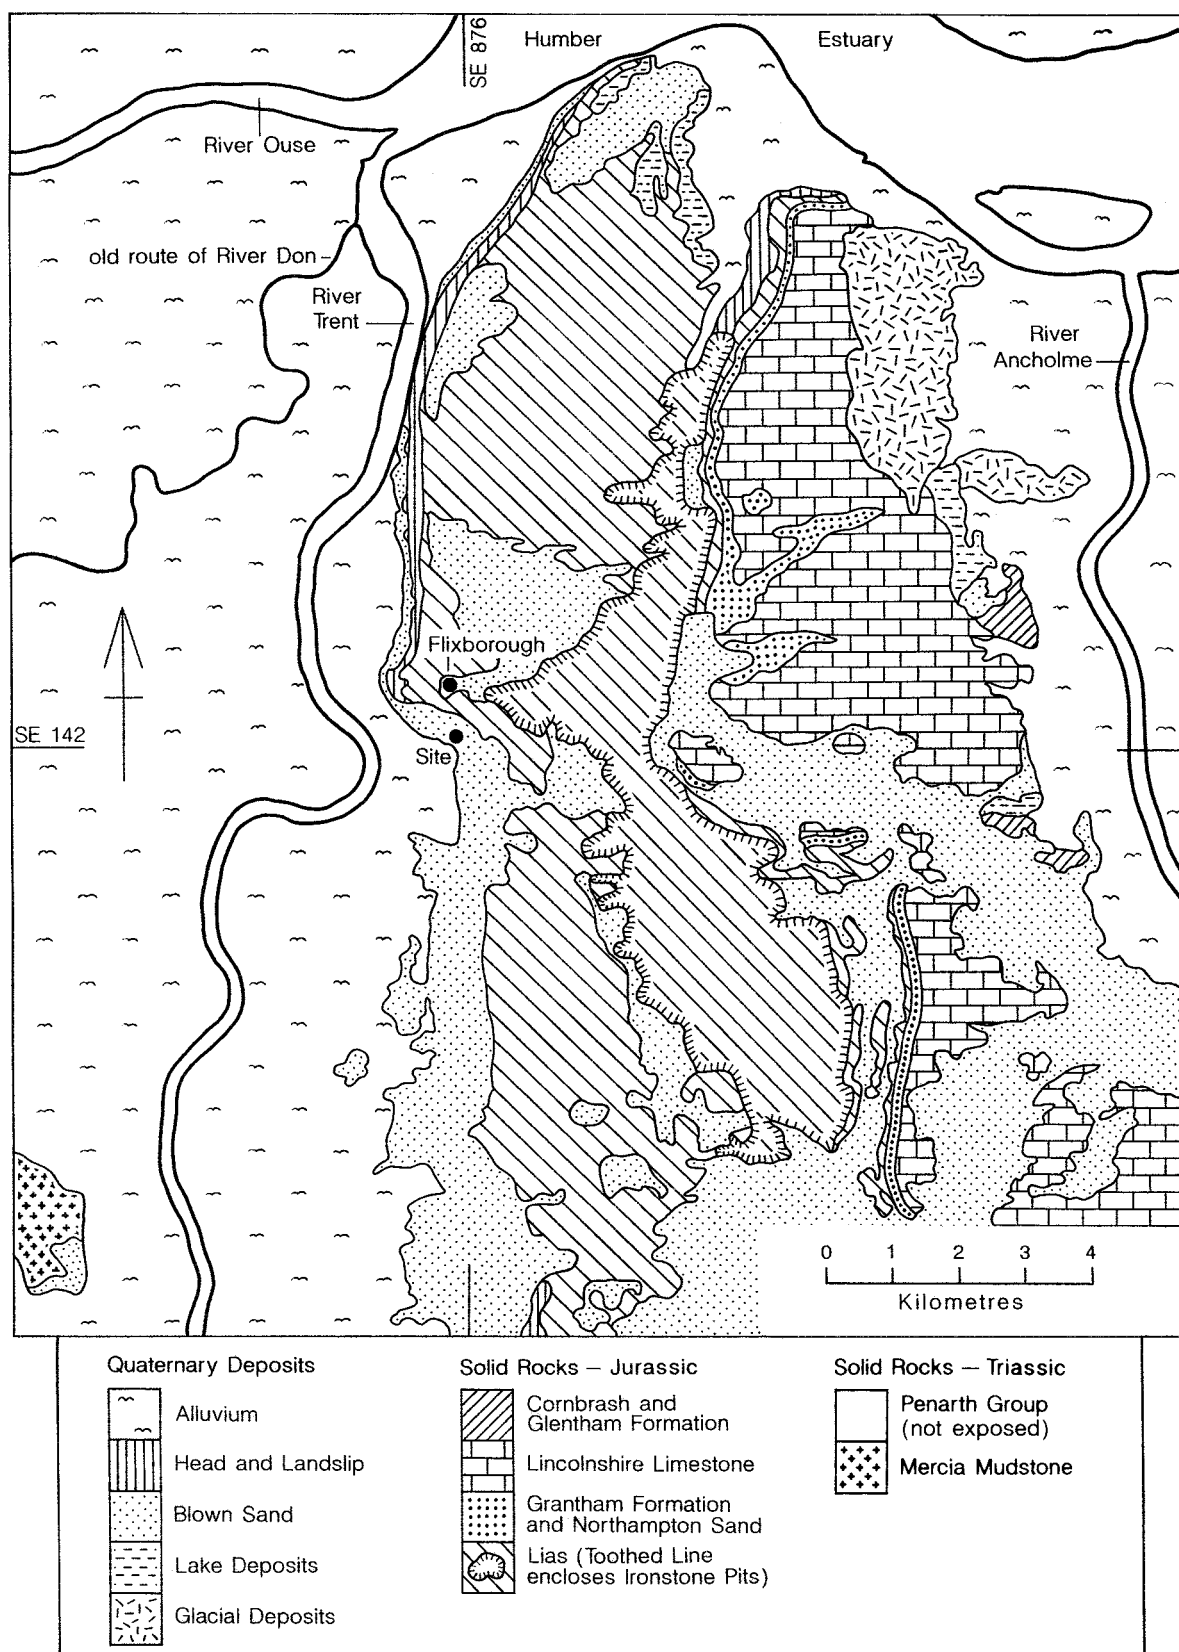 SE 876
Humber
Estuary
River Ouse
old route of River Don
River
Trent
River
Ancholme
Flixborough
SE 142
Site
0 1 2 3 4
Kilometres
Quaternary Deposits
Alluvium
Head and Landslip
Blown Sand
Lake Deposits
Glacial Deposits
Solid Rocks – Jurassic
Cornbrash and
Glentham Formation
Lincolnshire Limestone
Grantham Formation
and Northampton Sand
Lias (Toothed Line
encloses Ironstone Pits)
Solid Rocks – Triassic
Penarth Group
(not exposed)
Mercia Mudstone